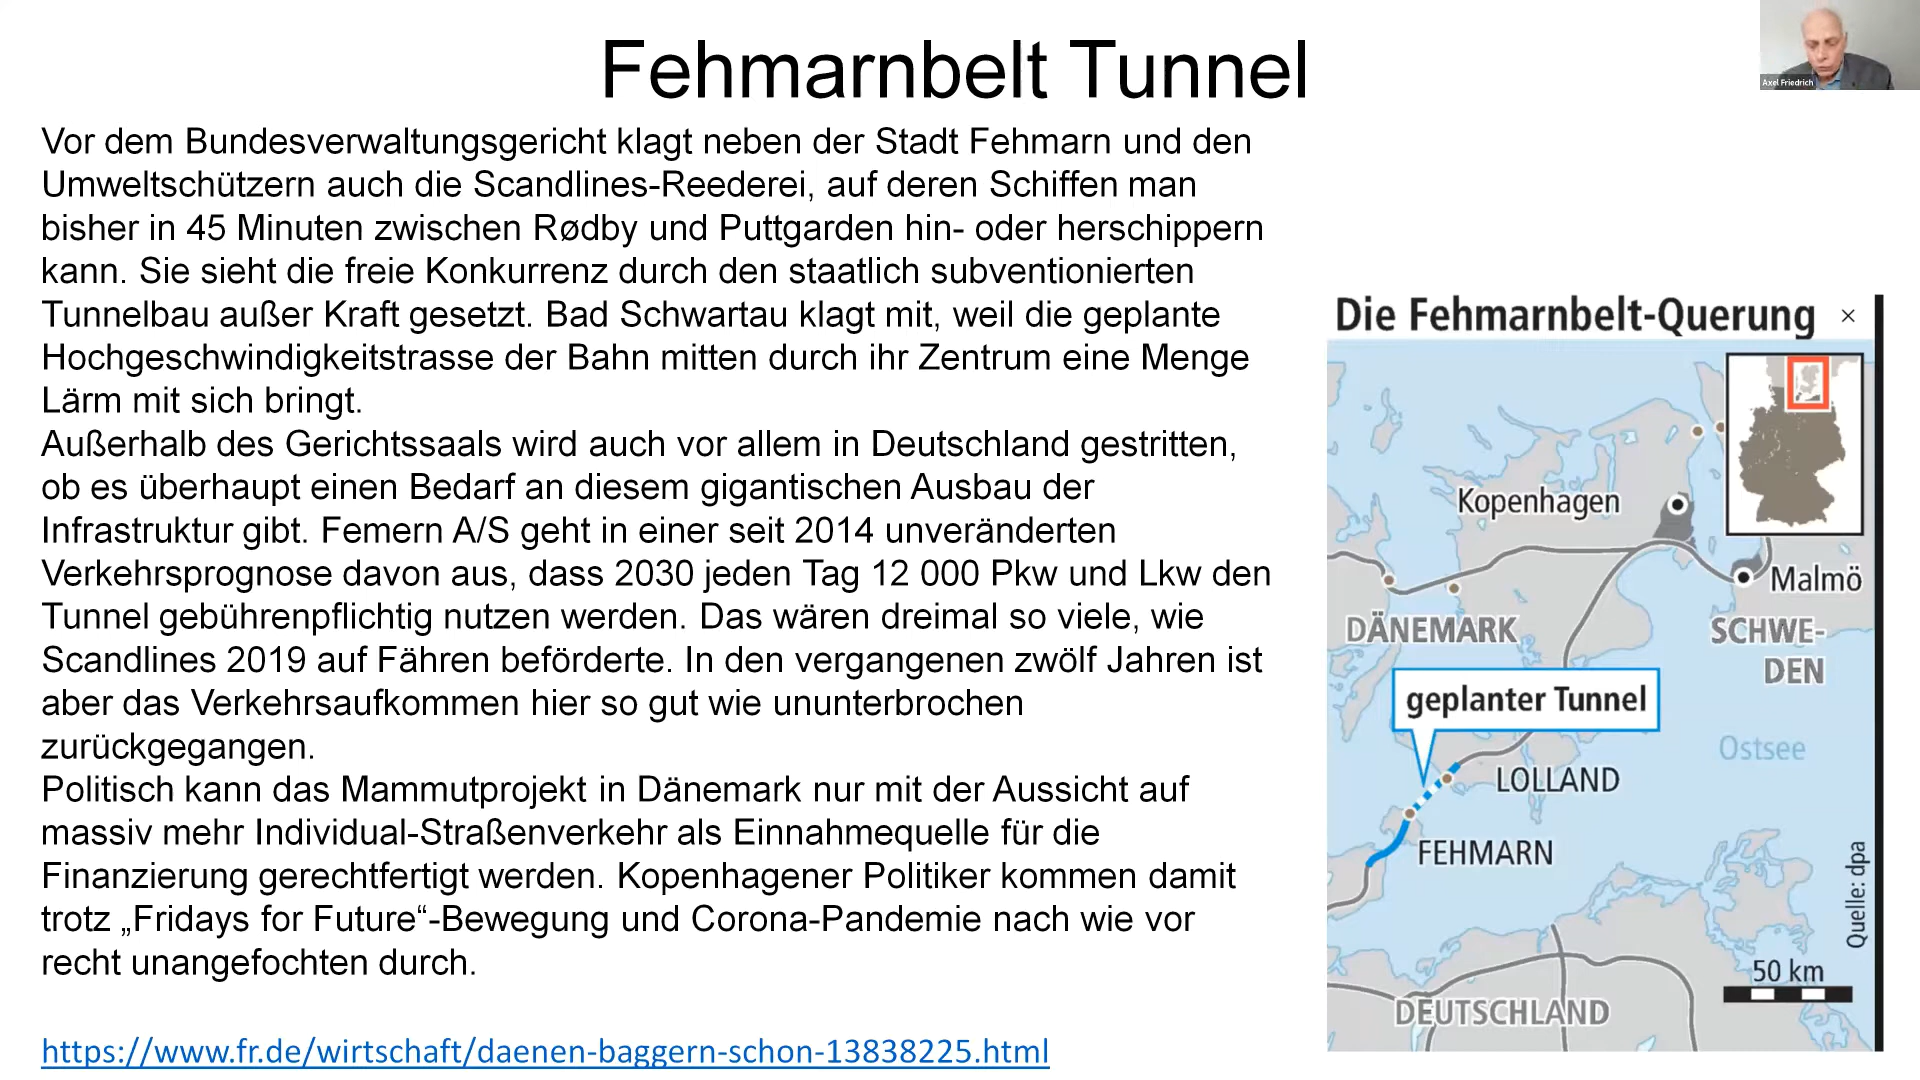 Fehmarnbelt Tunnel
Axel Friedrich
Vor dem Bundesverwaltungsgericht klagt neben der Stadt Fehmarn und den
Umweltschützern auch die Scandlines-Reederei, auf deren Schiffen man
bisher in 45 Minuten zwischen Rødby und Puttgarden hin- oder herschippern
kann. Sie sieht die freie Konkurrenz durch den staatlich subventionierten
Tunnelbau außer Kraft gesetzt. Bad Schwartau klagt mit, weil die geplante
Hochgeschwindigkeitstrasse der Bahn mitten durch ihr Zentrum eine Menge
Lärm mit sich bringt.
Außerhalb des Gerichtssaals wird auch vor allem in Deutschland gestritten,
ob es überhaupt einen Bedarf an diesem gigantischen Ausbau der
Infrastruktur gibt. Femern A/S geht in einer seit 2014 unveränderten
Verkehrsprognose davon aus, dass 2030 jeden Tag 12 000 Pkw und Lkw den
Tunnel gebührenpflichtig nutzen werden. Das wären dreimal so viele, wie
Scandlines 2019 auf Fähren beförderte. In den vergangenen zwölf Jahren ist
aber das Verkehrsaufkommen hier so gut wie ununterbrochen
zurückgegangen.
Politisch kann das Mammutprojekt in Dänemark nur mit der Aussicht auf
massiv mehr Individual-Straßenverkehr als Einnahmequelle für die
Finanzierung gerechtfertigt werden. Kopenhagener Politiker kommen damit
trotz „Fridays for Future“-Bewegung und Corona-Pandemie nach wie vor
recht unangefochten durch.
https://www.fr.de/wirtschaft/daenen-baggern-schon-13838225.html
Die Fehmarnbelt-Querung ×
Kopenhagen
Malmö
DÄNEMARK
SCHWE-
DEN
geplanter Tunnel
Ostsee
LOLLAND
FEHMARN
Quelle: dpa
50 km
DEUTSCHLAND